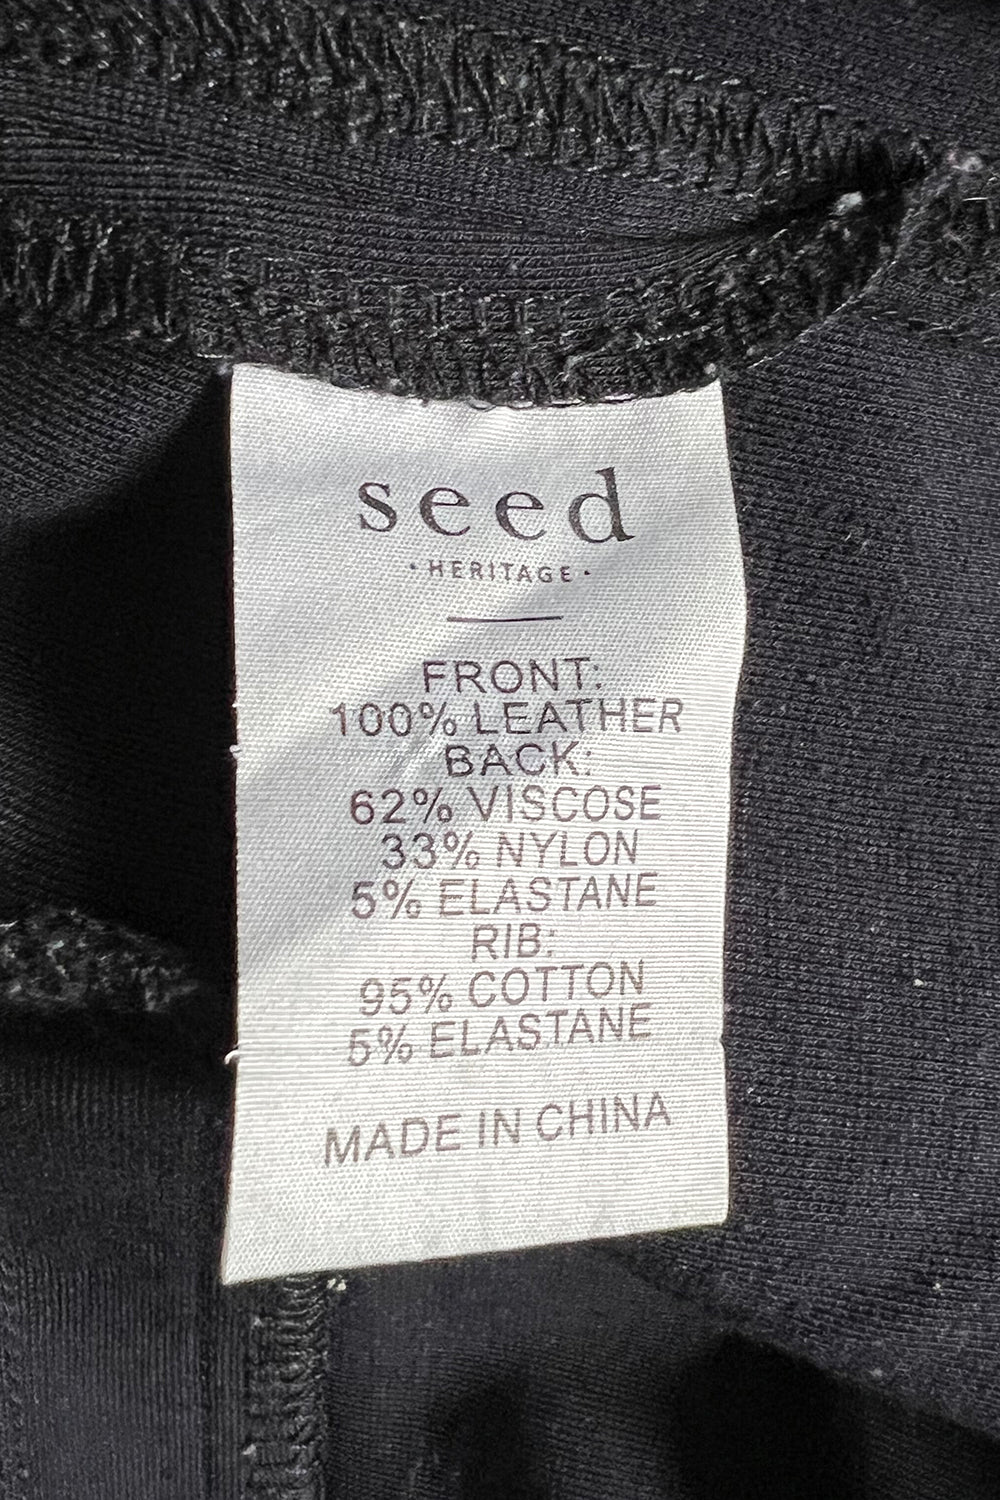 seed
·HERITAGE·
FRONT:
100% LEATHER
BACK:
62% VISCOSE
33% NYLON
5% ELASTANE
RIB:
95% COTTON
5% ELASTANE
MADE IN CHINA